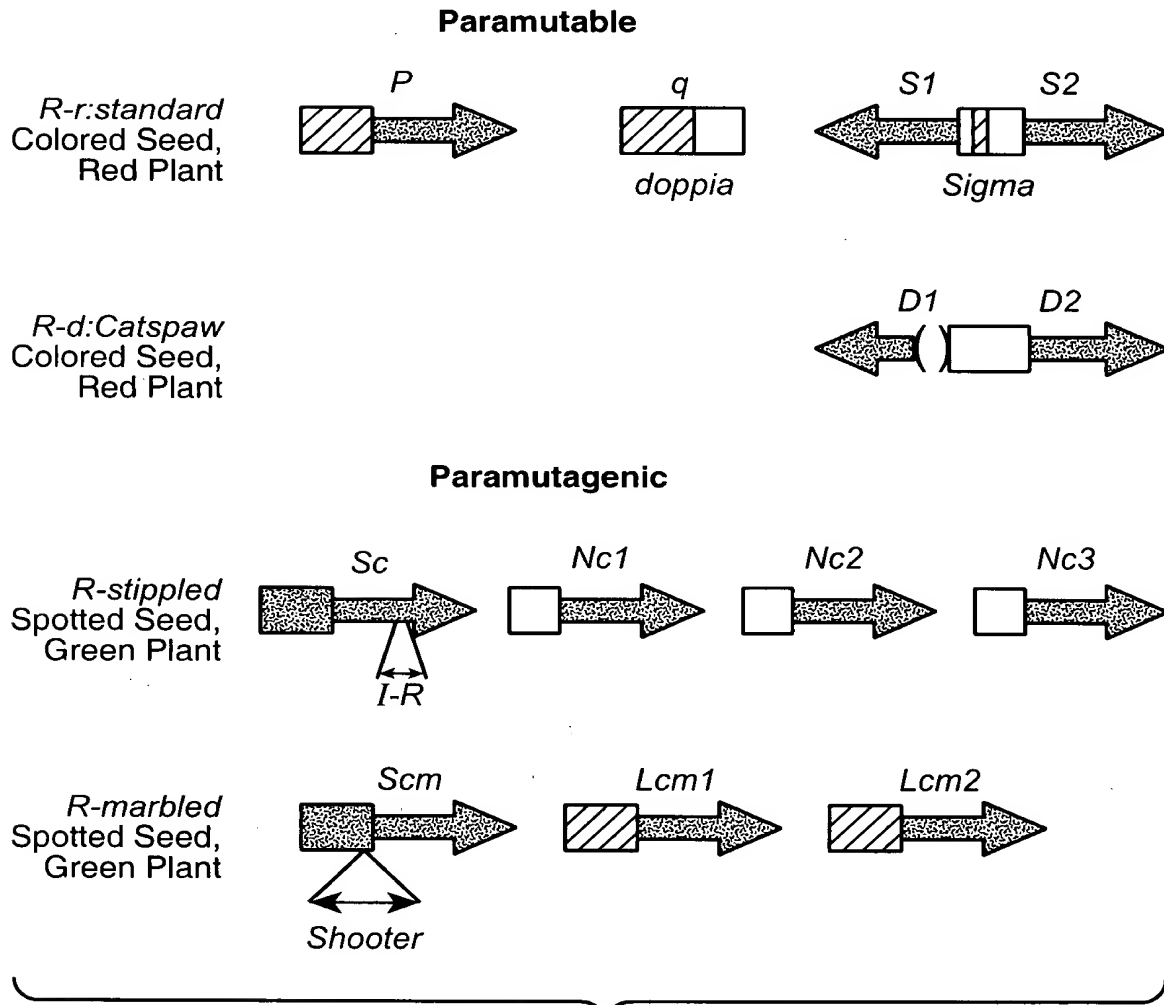 Paramutable
R-r:standard
Colored Seed,
Red Plant
P
q
doppia
S1
S2
Sigma
R-d:Catspaw
Colored Seed,
Red Plant
D1
D2
( )
Paramutagenic
R-stippled
Spotted Seed,
Green Plant
Sc
Nc1
Nc2
Nc3
I-R
R-marbled
Spotted Seed,
Green Plant
Scm
Lcm1
Lcm2
Shooter